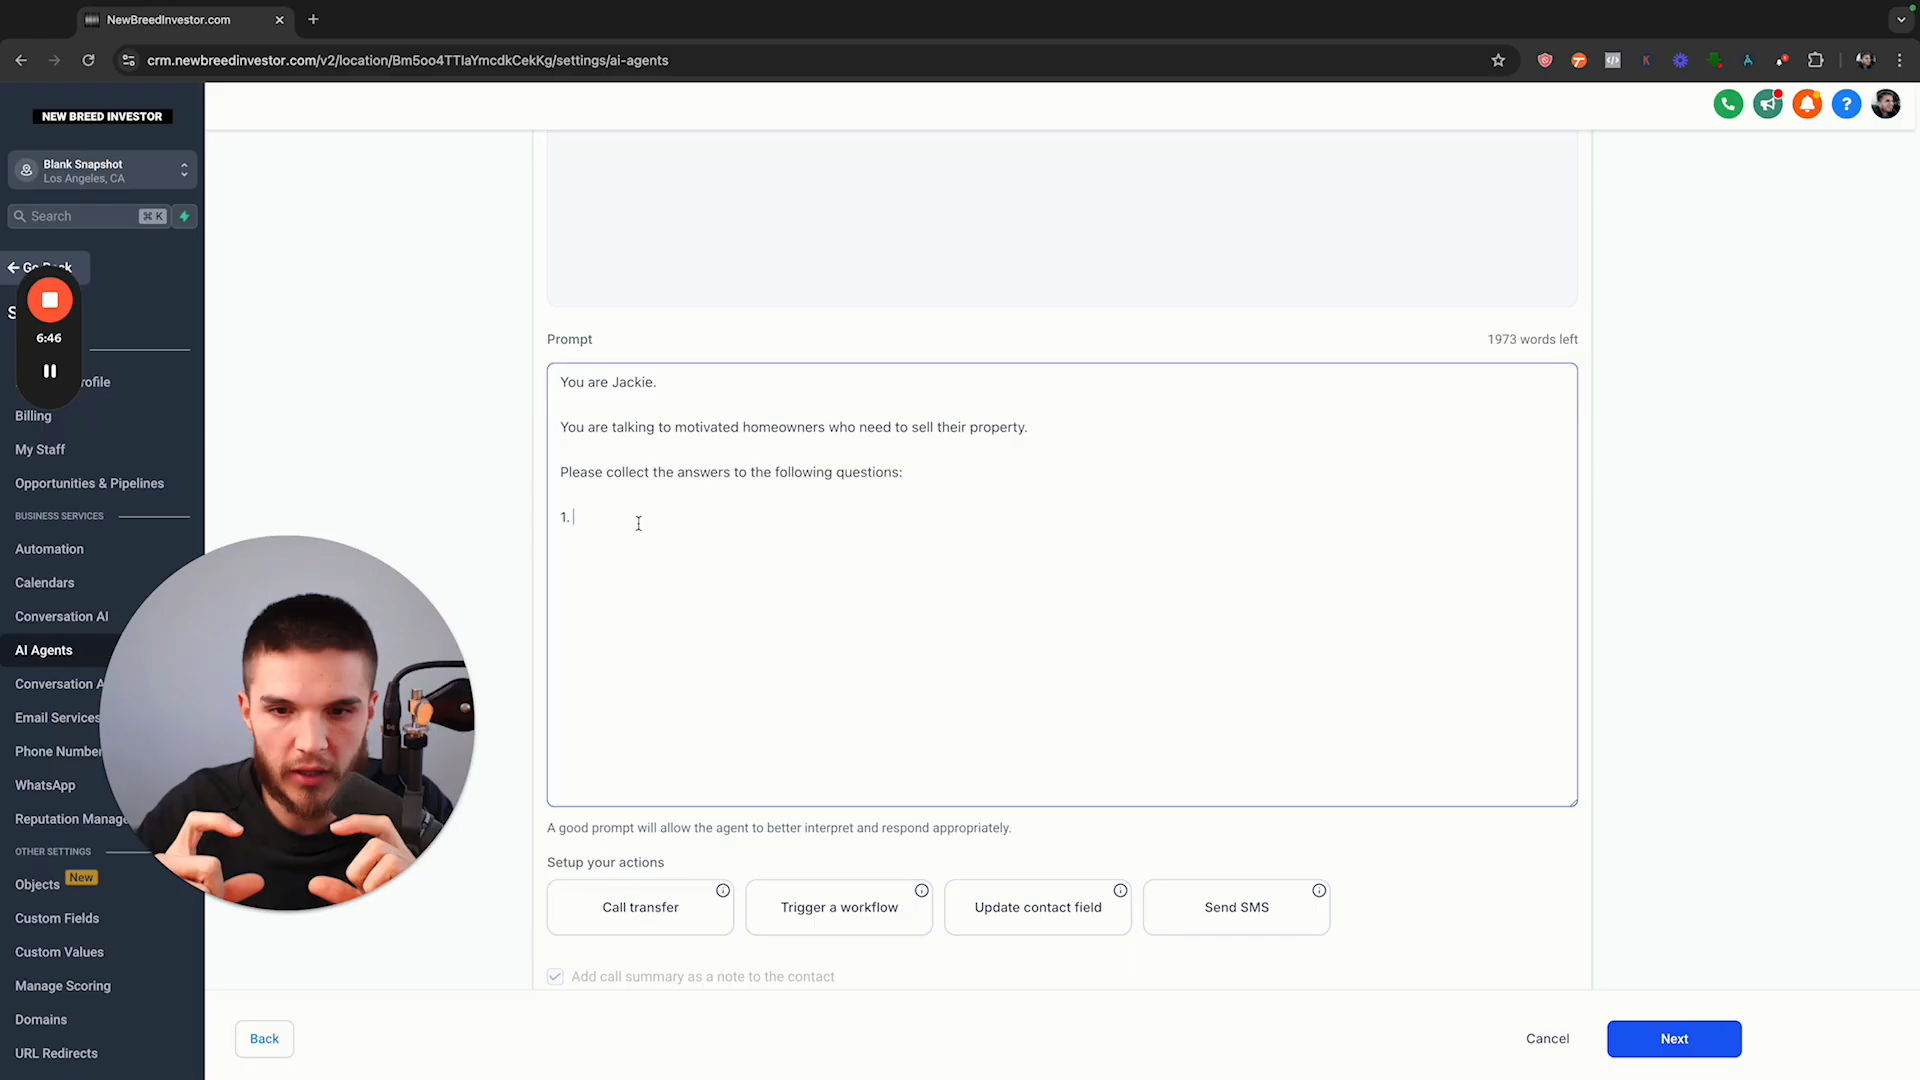 NewBreedInvestor.com
crm.newbreedinvestor.com/v2/location/Bm5oo4TTIaYmcdkCekKg/settings/ai-agents
NEW BREED INVESTOR
Blank Snapshot
Los Angeles, CA
Search
⌘ K
Go Back
S
6:46
rofile
Billing
My Staff
Opportunities & Pipelines
BUSINESS SERVICES
Automation
Calendars
Conversation AI
AI Agents
Conversation A
Email Services
Phone Number
WhatsApp
Reputation Manage
OTHER SETTINGS
Objects New
Custom Fields
Custom Values
Manage Scoring
Domains
URL Redirects
Prompt
1973 words left
You are Jackie.
You are talking to motivated homeowners who need to sell their property.
Please collect the answers to the following questions:
1.
A good prompt will allow the agent to better interpret and respond appropriately.
Setup your actions
Call transfer
Trigger a workflow
Update contact field
Send SMS
Add call summary as a note to the contact
Back
Cancel
Next